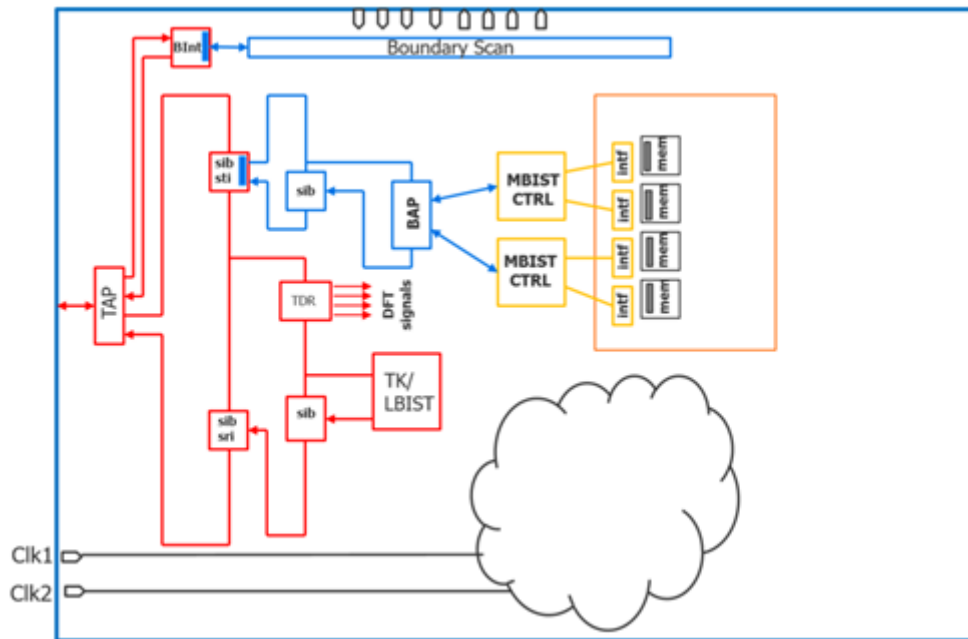 BInt
Boundary Scan
sib
sti
sib
BAP
MBIST
CTRL
MBIST
CTRL
intf
mem
intf
mem
intf
mem
intf
mem
TAP
TDR
DFT
signals
TK/
LBIST
sib
sri
sib
Clk1
Clk2